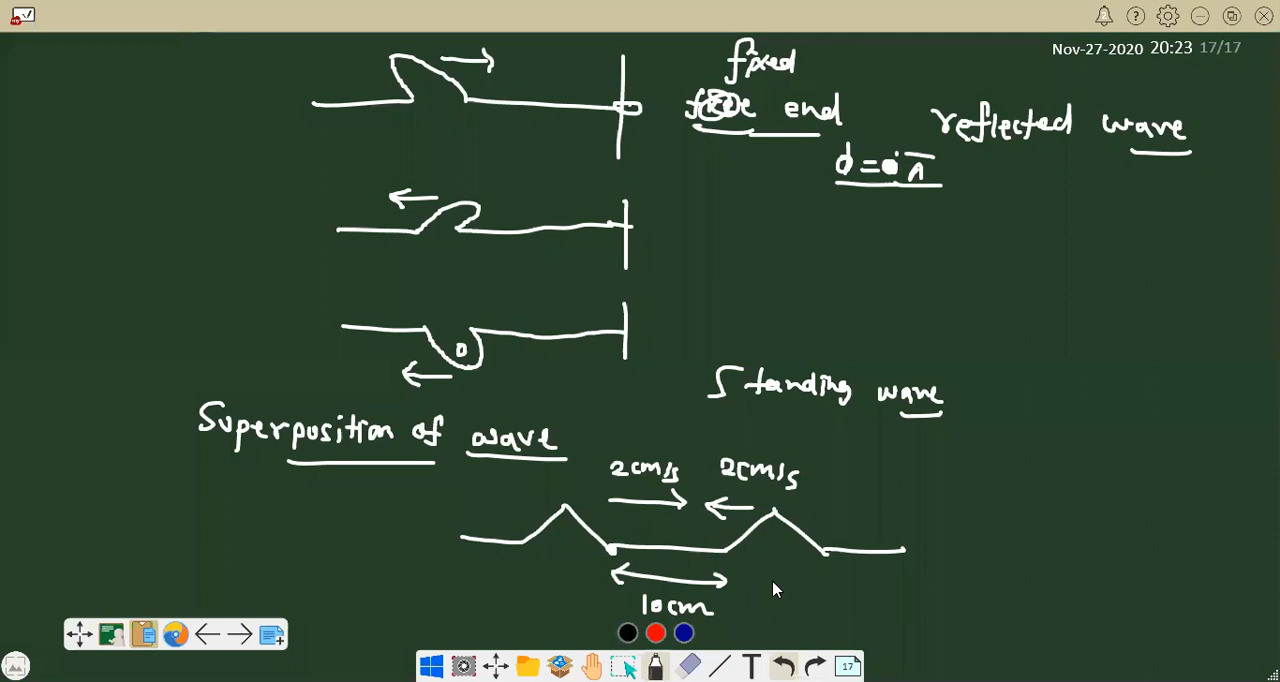 Nov-27-2020 20:23 17/17
fixed
end
reflected wave
d = π
Standing wave
Superposition of wave
2cm/s 2cm/s
10cm
17